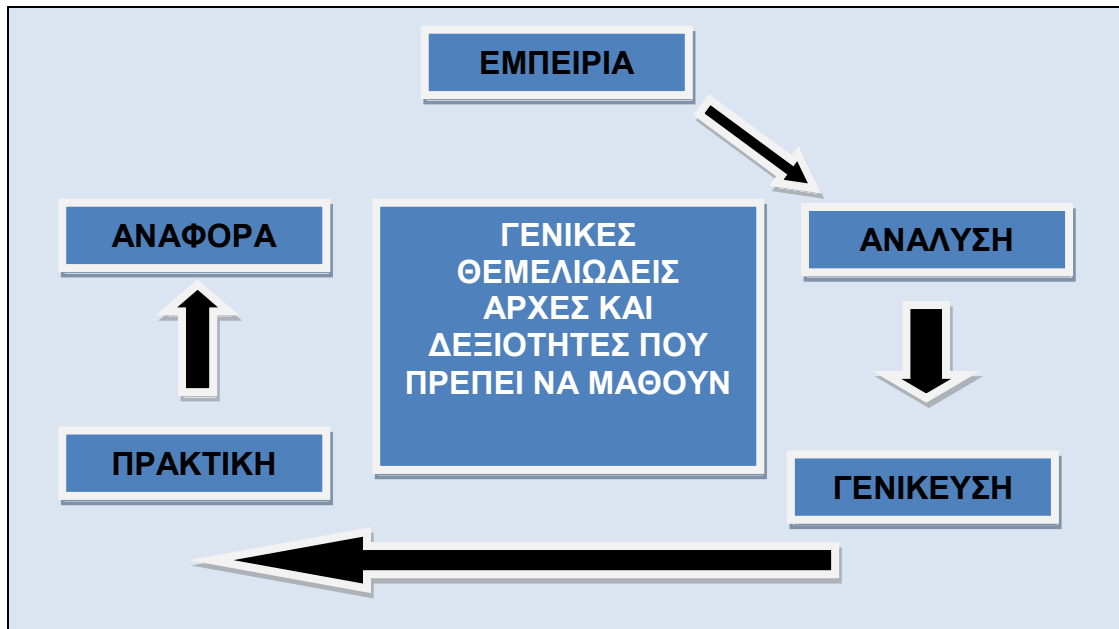 ΕΜΠΕΙΡΙΑ
ΑΝΑΦΟΡΑ
ΓΕΝΙΚΕΣ
ΘΕΜΕΛΙΩΔΕΙΣ
ΑΡΧΕΣ ΚΑΙ
ΔΕΞΙΟΤΗΤΕΣ ΠΟΥ
ΠΡΕΠΕΙ ΝΑ ΜΑΘΟΥΝ
ΑΝΑΛΥΣΗ
ΠΡΑΚΤΙΚΗ
ΓΕΝΙΚΕΥΣΗ